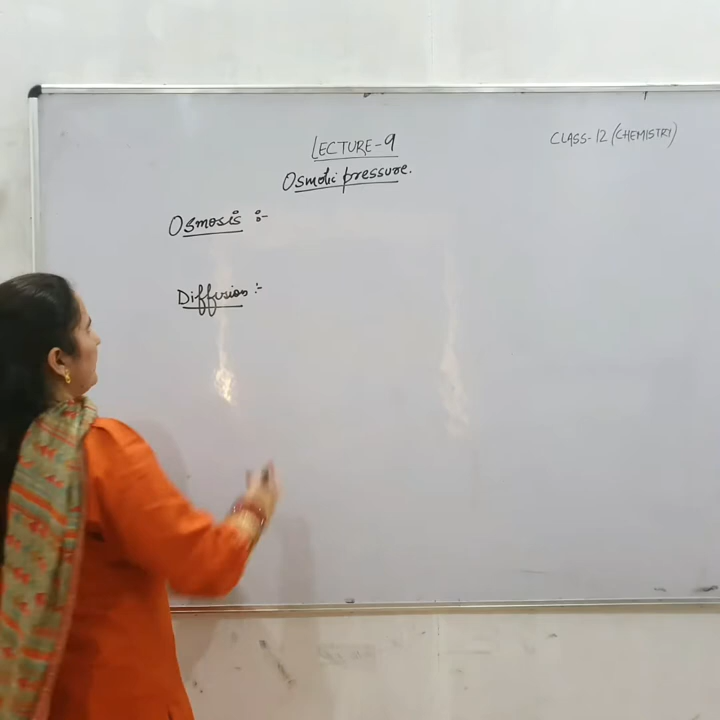 LECTURE-9
CLASS-12 (CHEMISTRY)
Osmotic pressure.
Osmosis :-
Diffusion :-